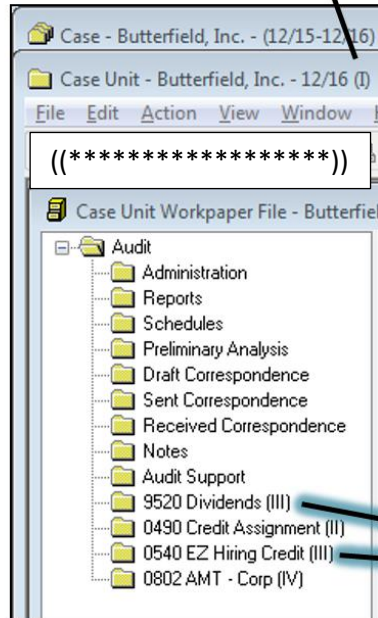 Case - Butterfield, Inc. - (12/15-12/16)
Case Unit - Butterfield, Inc. - 12/16 (I)
File Edit Action View Window
((******************))
Case Unit Workpaper File - Butterfie
Audit
Administration
Reports
Schedules
Preliminary Analysis
Draft Correspondence
Sent Correspondence
Received Correspondence
Notes
Audit Support
9520 Dividends (III)
0490 Credit Assignment (II)
0540 EZ Hiring Credit (III)
0802 AMT - Corp (IV)